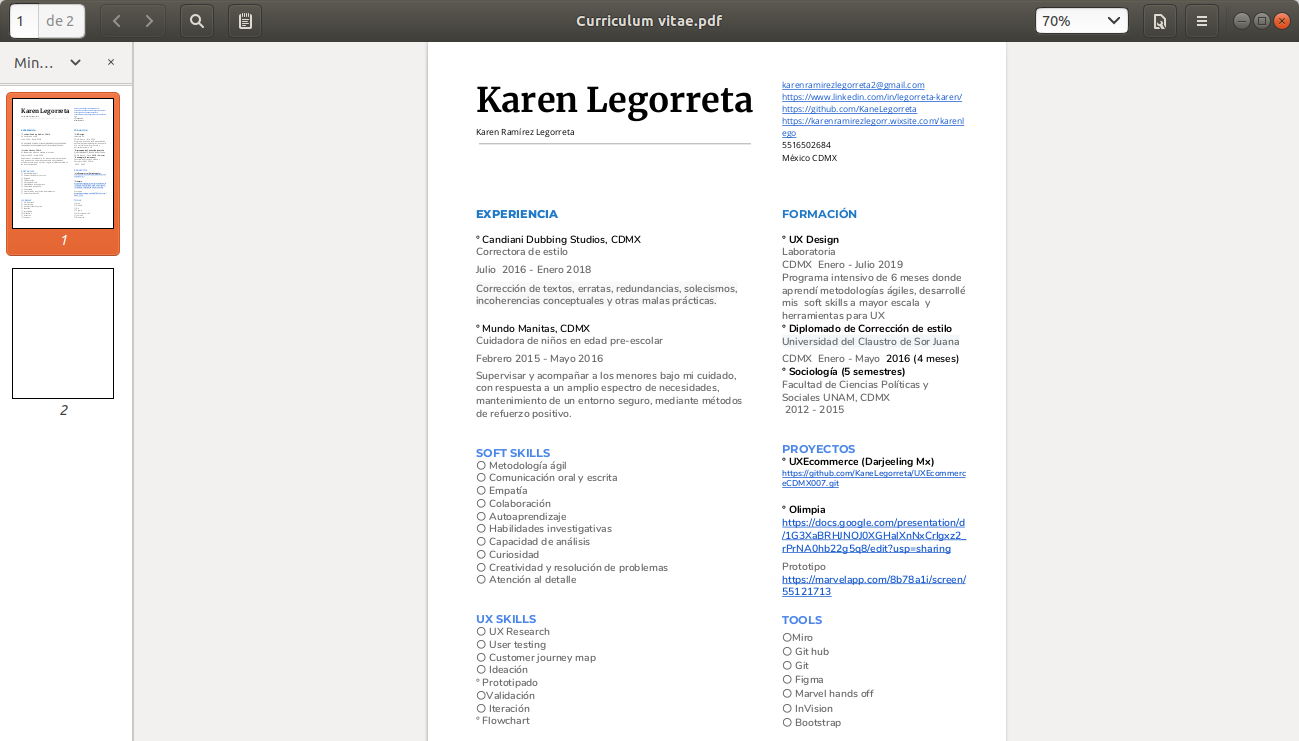 1 de 2
Curriculum vitae.pdf
70%
Min...
1
2
Karen Legorreta
Karen Ramírez Legorreta
karenramirezlegorreta2@gmail.com
https://www.linkedin.com/in/legorreta-karen/
https://github.com/KaneLegorreta
https://karenramirezlegorr.wixsite.com/karenl
ego
5516502684
México CDMX
EXPERIENCIA
° Candiani Dubbing Studios, CDMX
Correctora de estilo
Julio 2016 - Enero 2018
Corrección de textos, erratas, redundancias, solecismos,
incoherencias conceptuales y otras malas prácticas.
° Mundo Manitas, CDMX
Cuidadora de niños en edad pre-escolar
Febrero 2015 - Mayo 2016
Supervisar y acompañar a los menores bajo mi cuidado,
con respuesta a un amplio espectro de necesidades,
mantenimiento de un entorno seguro, mediante métodos
de refuerzo positivo.
SOFT SKILLS
○ Metodología ágil
○ Comunicación oral y escrita
○ Empatía
○ Colaboración
○ Autoaprendizaje
○ Habilidades investigativas
○ Capacidad de análisis
○ Curiosidad
○ Creatividad y resolución de problemas
○ Atención al detalle
UX SKILLS
○ UX Research
○ User testing
○ Customer journey map
○ Ideación
° Prototipado
○Validación
○ Iteración
° Flowchart
FORMACIÓN
° UX Design
Laboratoria
CDMX Enero - Julio 2019
Programa intensivo de 6 meses donde
aprendí metodologías ágiles, desarrollé
mis soft skills a mayor escala y
herramientas para UX
° Diplomado de Corrección de estilo
Universidad del Claustro de Sor Juana
CDMX Enero - Mayo 2016 (4 meses)
° Sociología (5 semestres)
Facultad de Ciencias Políticas y
Sociales UNAM, CDMX
2012 - 2015
PROYECTOS
° UXEcommerce (Darjeeling Mx)
https://github.com/KaneLegorreta/UXEcommerc
eCDMX007.git
° Olimpia
https://docs.google.com/presentation/d
/1G3XaBRHJNOJ0XGHalXnNxCrIgxz2_
rPrNA0hb22g5q8/edit?usp=sharing
Prototipo
https://marvelapp.com/8b78a1i/screen/
55121713
TOOLS
○Miro
○ Git hub
○ Git
○ Figma
○ Marvel hands off
○ InVision
○ Bootstrap